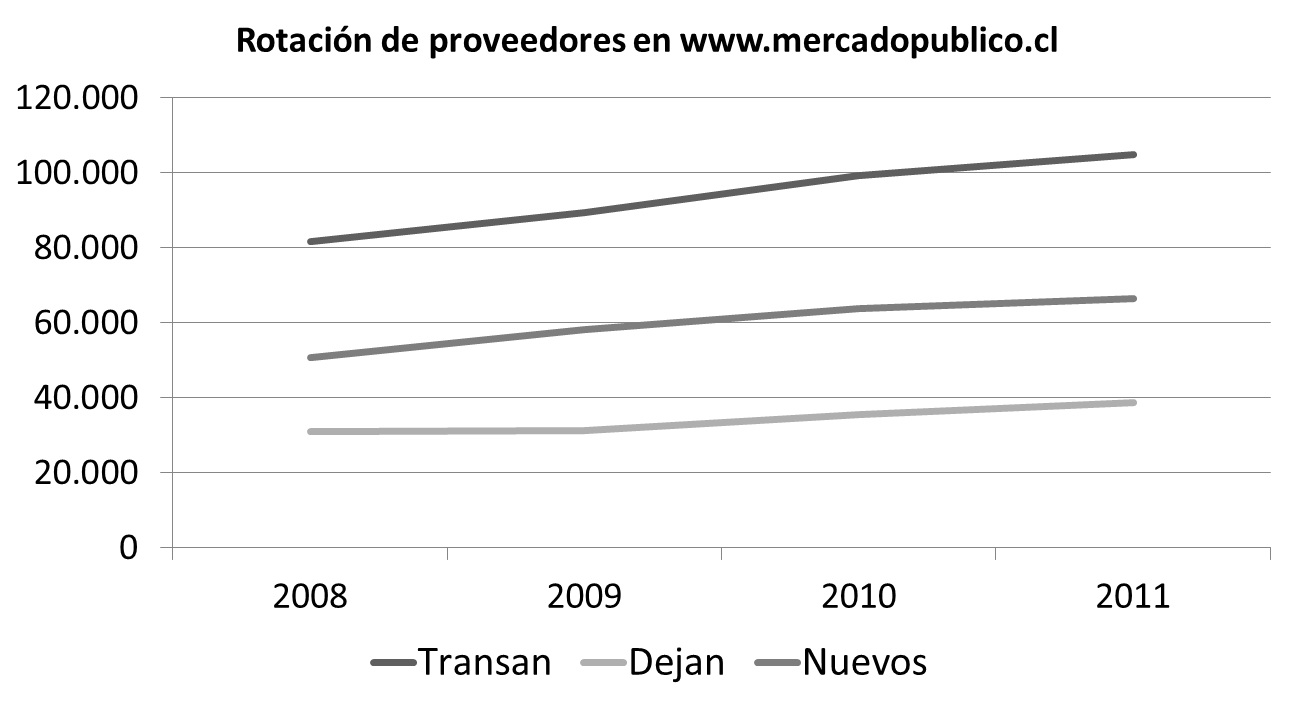 Rotación de proveedores en www.mercadopublico.cl
120.000
100.000
80.000
60.000
40.000
20.000
0
2008 2009 2010 2011
Transan Dejan Nuevos